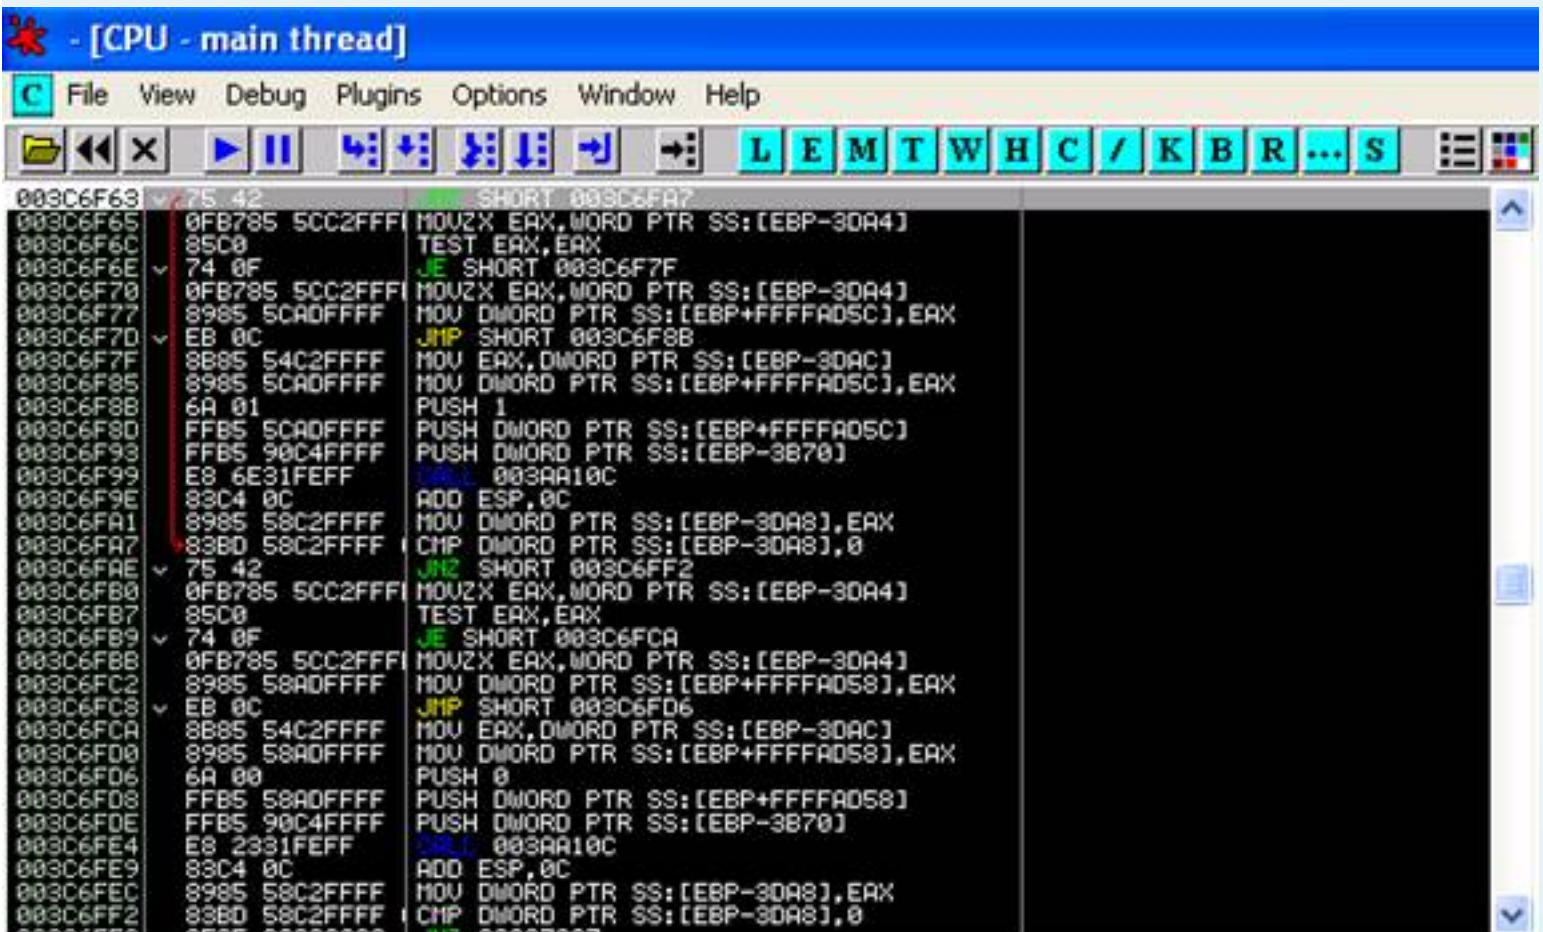 - [CPU - main thread]
C File View Debug Plugins Options Window Help
L E M T W H C / K B R ... S
003C6F63 75 42 JNZ SHORT 003C6FA7
003C6F65 0FB785 5CC2FFFF MOVZX EAX,WORD PTR SS:[EBP-3DA4]
003C6F6C 85C0 TEST EAX,EAX
003C6F6E 74 0F JE SHORT 003C6F7F
003C6F70 0FB785 5CC2FFFF MOVZX EAX,WORD PTR SS:[EBP-3DA4]
003C6F77 8985 5CADFFFF MOV DWORD PTR SS:[EBP+FFFFAD5C],EAX
003C6F7D EB 0C JMP SHORT 003C6F8B
003C6F7F 8B85 54C2FFFF MOV EAX,DWORD PTR SS:[EBP-3DAC]
003C6F85 8985 5CADFFFF MOV DWORD PTR SS:[EBP+FFFFAD5C],EAX
003C6F8B 6A 01 PUSH 1
003C6F8D FFB5 5CADFFFF PUSH DWORD PTR SS:[EBP+FFFFAD5C]
003C6F93 FFB5 90C4FFFF PUSH DWORD PTR SS:[EBP-3B70]
003C6F99 E8 6E31FEFF CALL 003AA10C
003C6F9E 83C4 0C ADD ESP,0C
003C6FA1 8985 58C2FFFF MOV DWORD PTR SS:[EBP-3DA8],EAX
003C6FA7 83BD 58C2FFFF CMP DWORD PTR SS:[EBP-3DA8],0
003C6FAE 75 42 JNZ SHORT 003C6FF2
003C6FB0 0FB785 5CC2FFFF MOVZX EAX,WORD PTR SS:[EBP-3DA4]
003C6FB7 85C0 TEST EAX,EAX
003C6FB9 74 0F JE SHORT 003C6FCA
003C6FBB 0FB785 5CC2FFFF MOVZX EAX,WORD PTR SS:[EBP-3DA4]
003C6FC2 8985 58ADFFFF MOV DWORD PTR SS:[EBP+FFFFAD58],EAX
003C6FC8 EB 0C JMP SHORT 003C6FD6
003C6FCA 8B85 54C2FFFF MOV EAX,DWORD PTR SS:[EBP-3DAC]
003C6FD0 8985 58ADFFFF MOV DWORD PTR SS:[EBP+FFFFAD58],EAX
003C6FD6 6A 00 PUSH 0
003C6FD8 FFB5 58ADFFFF PUSH DWORD PTR SS:[EBP+FFFFAD58]
003C6FDE FFB5 90C4FFFF PUSH DWORD PTR SS:[EBP-3B70]
003C6FE4 E8 2331FEFF CALL 003AA10C
003C6FE9 83C4 0C ADD ESP,0C
003C6FEC 8985 58C2FFFF MOV DWORD PTR SS:[EBP-3DA8],EAX
003C6FF2 83BD 58C2FFFF CMP DWORD PTR SS:[EBP-3DA8],0